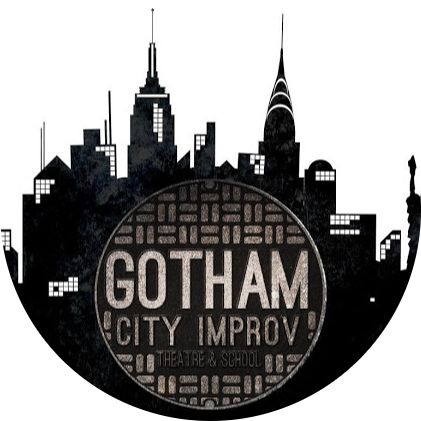 GOTHAM
CITY IMPROV
THEATRE & SCHOOL